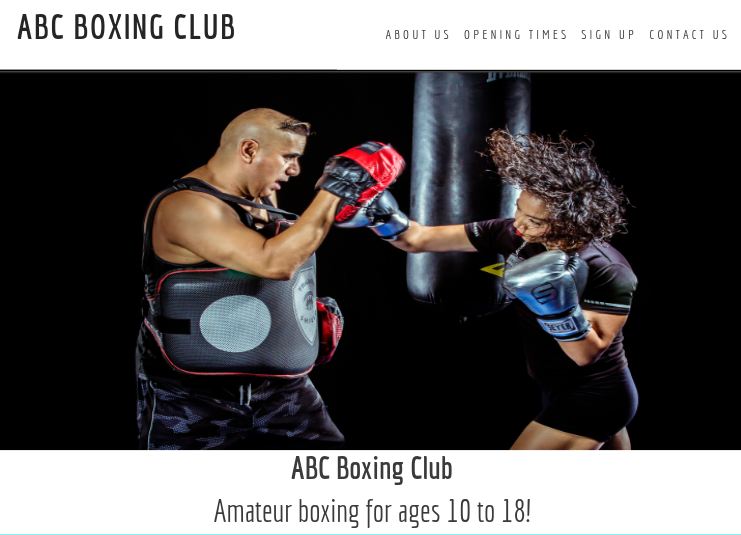 ABC BOXING CLUB
ABOUT US OPENING TIMES SIGN UP CONTACT US
ABC Boxing Club
Amateur boxing for ages 10 to 18!